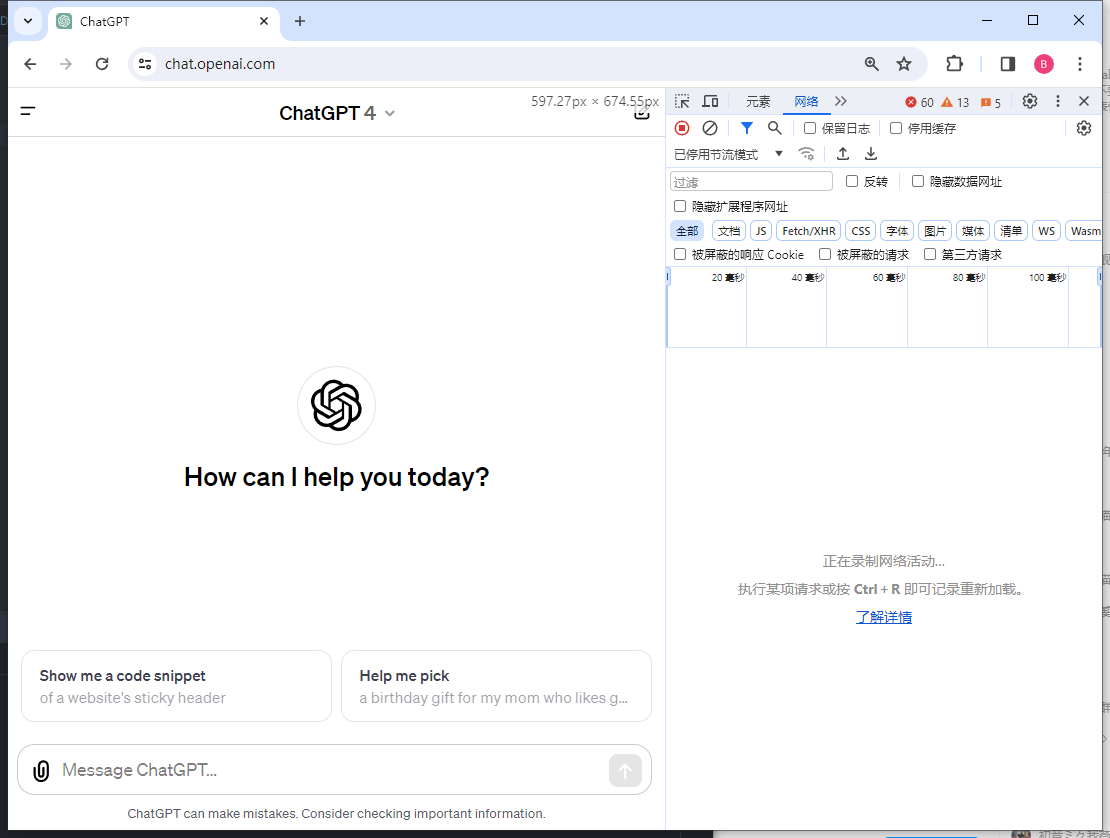 ChatGPT
chat.openai.com
B
ChatGPT 4
597.27px × 674.55px
How can I help you today?
Show me a code snippet
of a website's sticky header
Help me pick
a birthday gift for my mom who likes g...
Message ChatGPT...
ChatGPT can make mistakes. Consider checking important information.
元素
网络
60
13
5
保留日志
停用缓存
已停用节流模式
过滤
反转
隐藏数据网址
隐藏扩展程序网址
全部
文档
JS
Fetch/XHR
CSS
字体
图片
媒体
清单
WS
Wasm
被屏蔽的响应 Cookie
被屏蔽的请求
第三方请求
20 毫秒
40 毫秒
60 毫秒
80 毫秒
100 毫秒
正在录制网络活动...
执行某项请求或按 Ctrl + R 即可记录重新加载。
了解详情